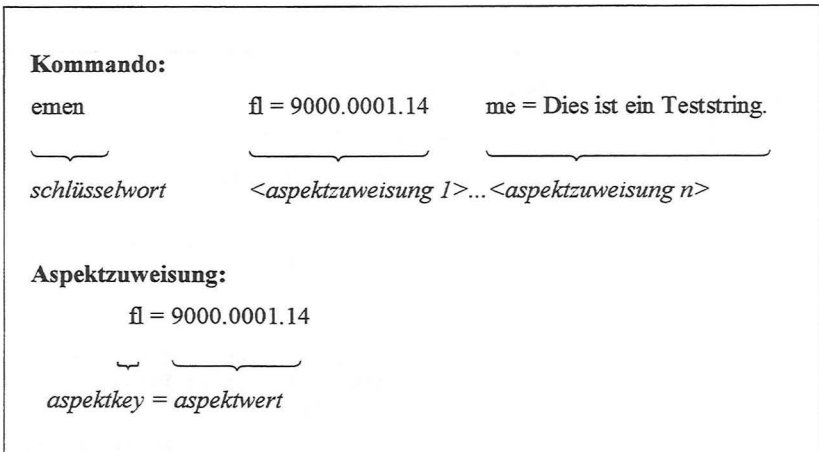 Kommando:
emen fl = 9000.0001.14 me = Dies ist ein Teststring.
schlüsselwort <aspektzuweisung 1>...<aspektzuweisung n>
Aspektzuweisung:
fl = 9000.0001.14
aspektkey = aspektwert